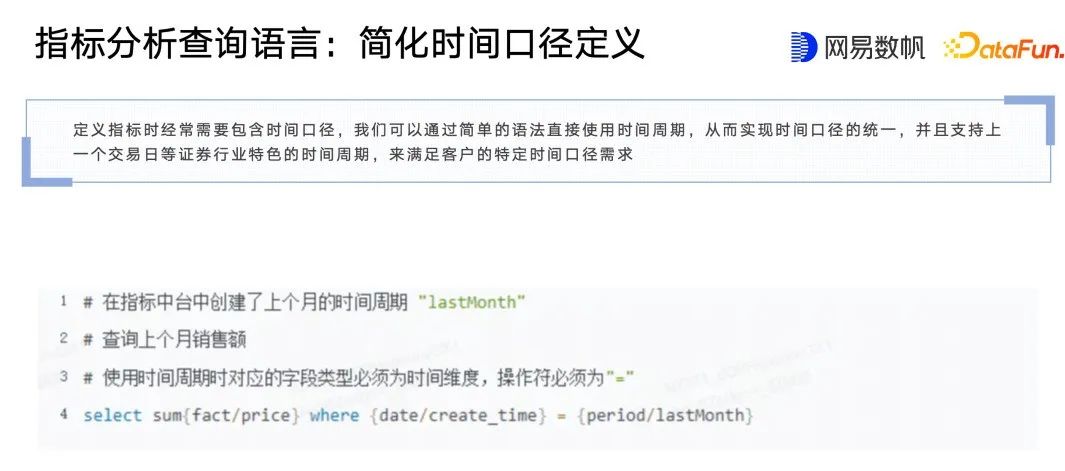 指标分析查询语言：简化时间口径定义
网易数帆
DataFun.
定义指标时经常需要包含时间口径，我们可以通过简单的语法直接使用时间周期，从而实现时间口径的统一，并且支持上
一个交易日等证券行业特色的时间周期，来满足客户的特定时间口径需求
1 # 在指标中台中创建了上个月的时间周期 "lastMonth"
2 # 查询上个月销售额
3 # 使用时间周期时对应的字段类型必须为时间维度，操作符必须为"="
4 select sum{fact/price} where {date/create_time} = {period/lastMonth}